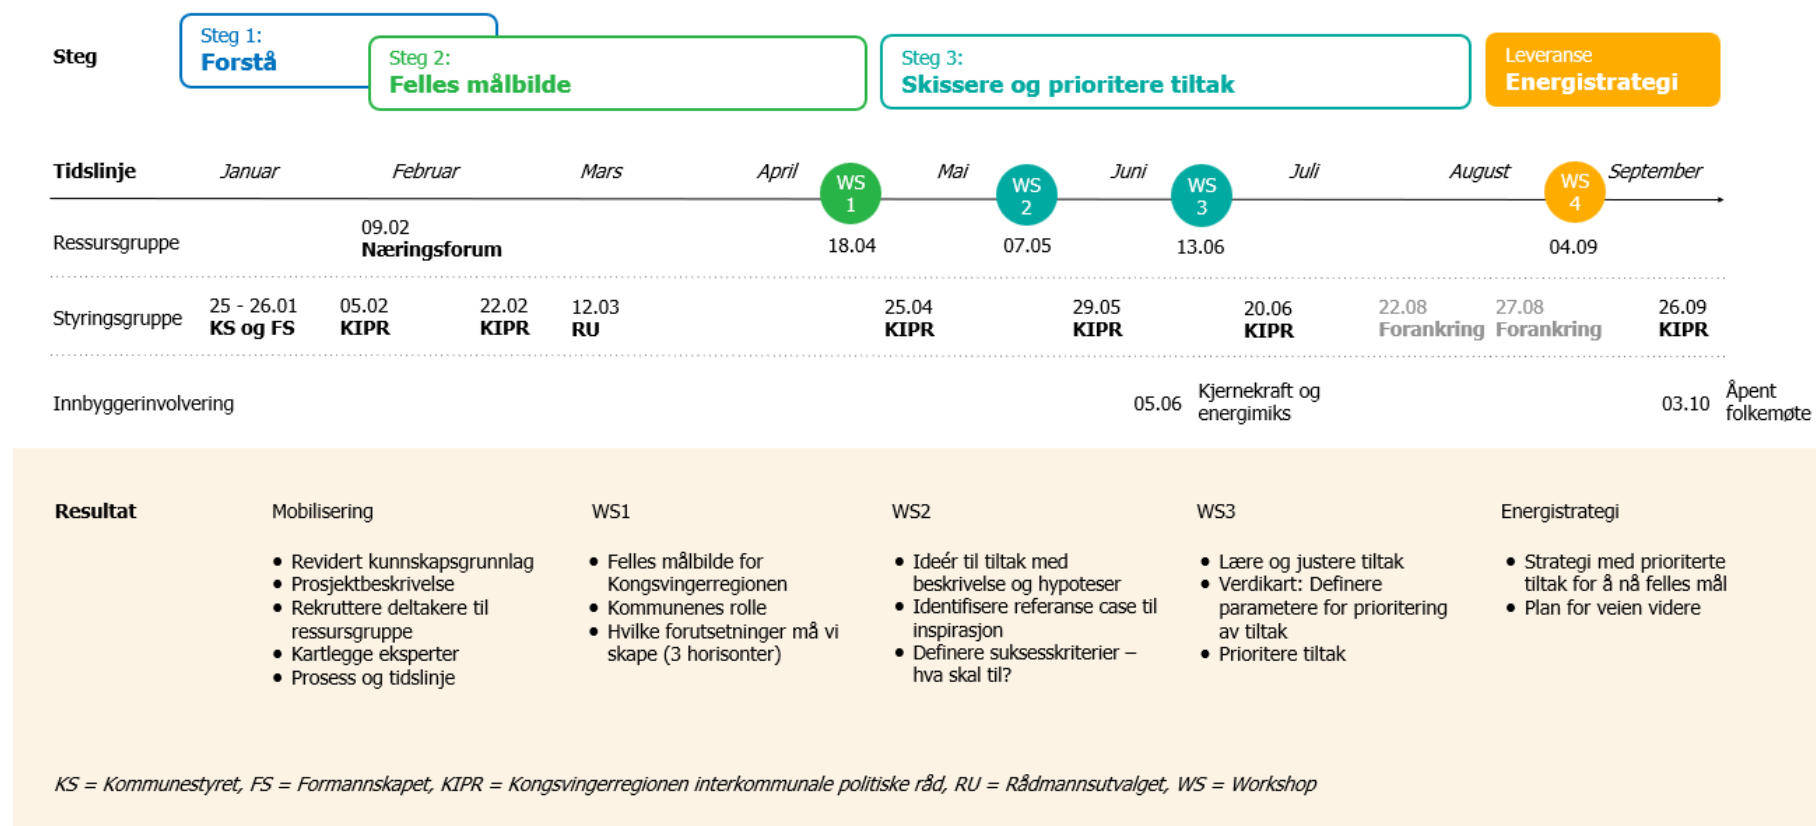 Steg
Steg 1:
Forstå
Steg 2:
Felles målbilde
Steg 3:
Skissere og prioritere tiltak
Leveranse
Energistrategi
Tidslinje
Januar
Februar
Mars
April
WS
1
Mai
WS
2
Juni
WS
3
Juli
August
WS
4
September
Ressursgruppe
09.02
Næringsforum
18.04
07.05
13.06
04.09
Styringsgruppe
25 - 26.01
KS og FS
05.02
KIPR
22.02
KIPR
12.03
RU
25.04
KIPR
29.05
KIPR
20.06
KIPR
22.08
Forankring
27.08
Forankring
26.09
KIPR
Innbyggerinvolvering
05.06
Kjernekraft og
energimiks
03.10
Åpent
folkemøte
Resultat
Mobilisering
• Revidert kunnskapsgrunnlag
• Prosjektbeskrivelse
• Rekruttere deltakere til
ressursgruppe
• Kartlegge eksperter
• Prosess og tidslinje
WS1
• Felles målbilde for
Kongsvingerregionen
• Kommunenes rolle
• Hvilke forutsetninger må vi
skape (3 horisonter)
WS2
• Ideér til tiltak med
beskrivelse og hypoteser
• Identifisere referanse case til
inspirasjon
• Definere suksesskriterier –
hva skal til?
WS3
• Lære og justere tiltak
• Verdikart: Definere
parametere for prioritering
av tiltak
• Prioritere tiltak
Energistrategi
• Strategi med prioriterte
tiltak for å nå felles mål
• Plan for veien videre
KS = Kommunestyret, FS = Formannskapet, KIPR = Kongsvingerregionen interkommunale politiske råd, RU = Rådmannsutvalget, WS = Workshop